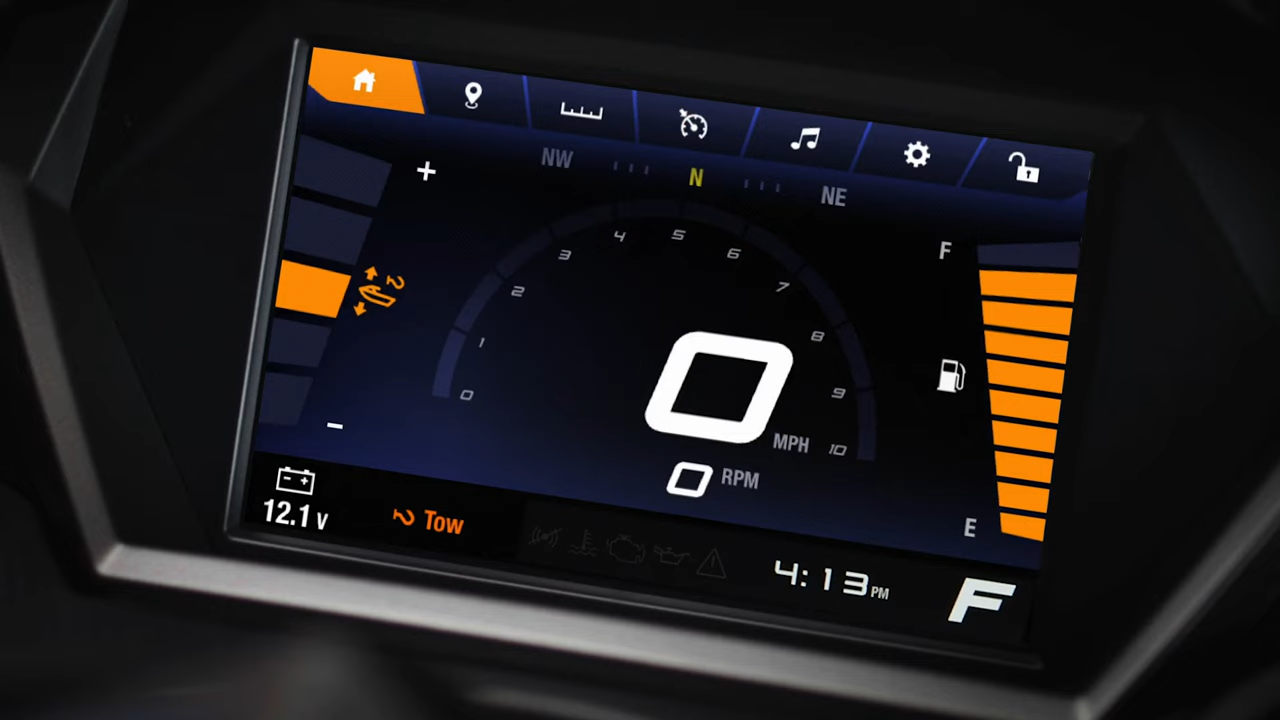 NW N NE
+
F
0 1 2 3 4 5 6 7 8 9 10
0 MPH
0 RPM
-
E
- +
12.1 V
Tow
4:13 PM
F